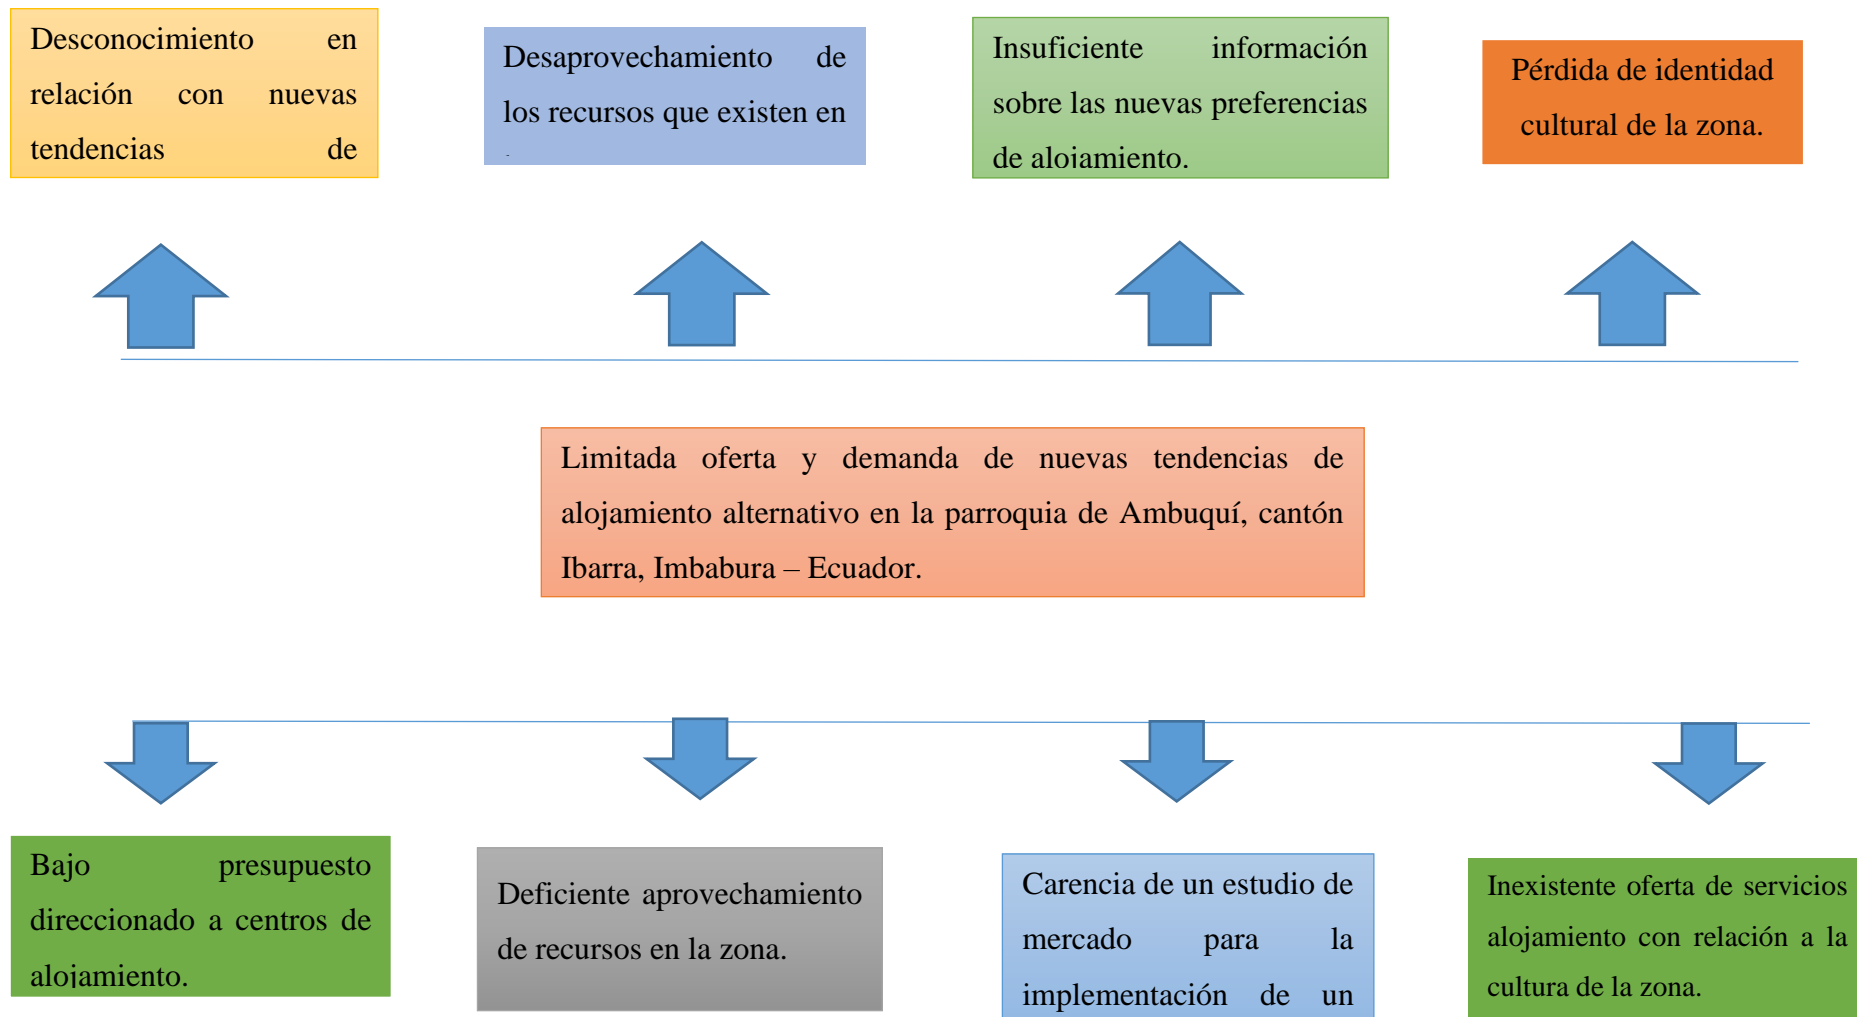 Desconocimiento en
relación con nuevas
tendencias de
Desaprovechamiento de
los recursos que existen en
Insuficiente información
sobre las nuevas preferencias
de alojamiento.
Pérdida de identidad
cultural de la zona.
Limitada oferta y demanda de nuevas tendencias de
alojamiento alternativo en la parroquia de Ambuquí, cantón
Ibarra, Imbabura – Ecuador.
Bajo presupuesto
direccionado a centros de
alojamiento.
Deficiente aprovechamiento
de recursos en la zona.
Carencia de un estudio de
mercado para la
implementación de un
Inexistente oferta de servicios
alojamiento con relación a la
cultura de la zona.